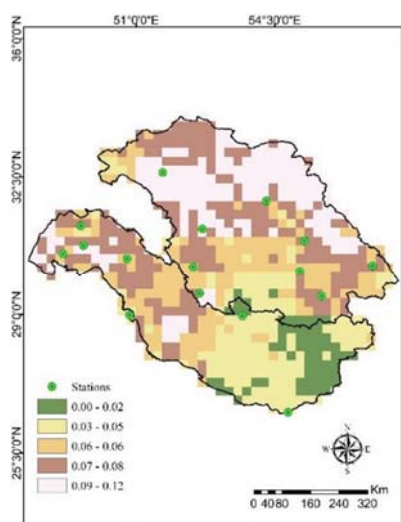 51°0'0"E 54°30'0"E
36°0'0"N
32°30'0"N
29°0'0"N
25°30'0"N
Stations
0.00 - 0.02
0.03 - 0.05
0.06 - 0.06
0.07 - 0.08
0.09 - 0.12
N
W E
S
Km
0 40 80 160 240 320